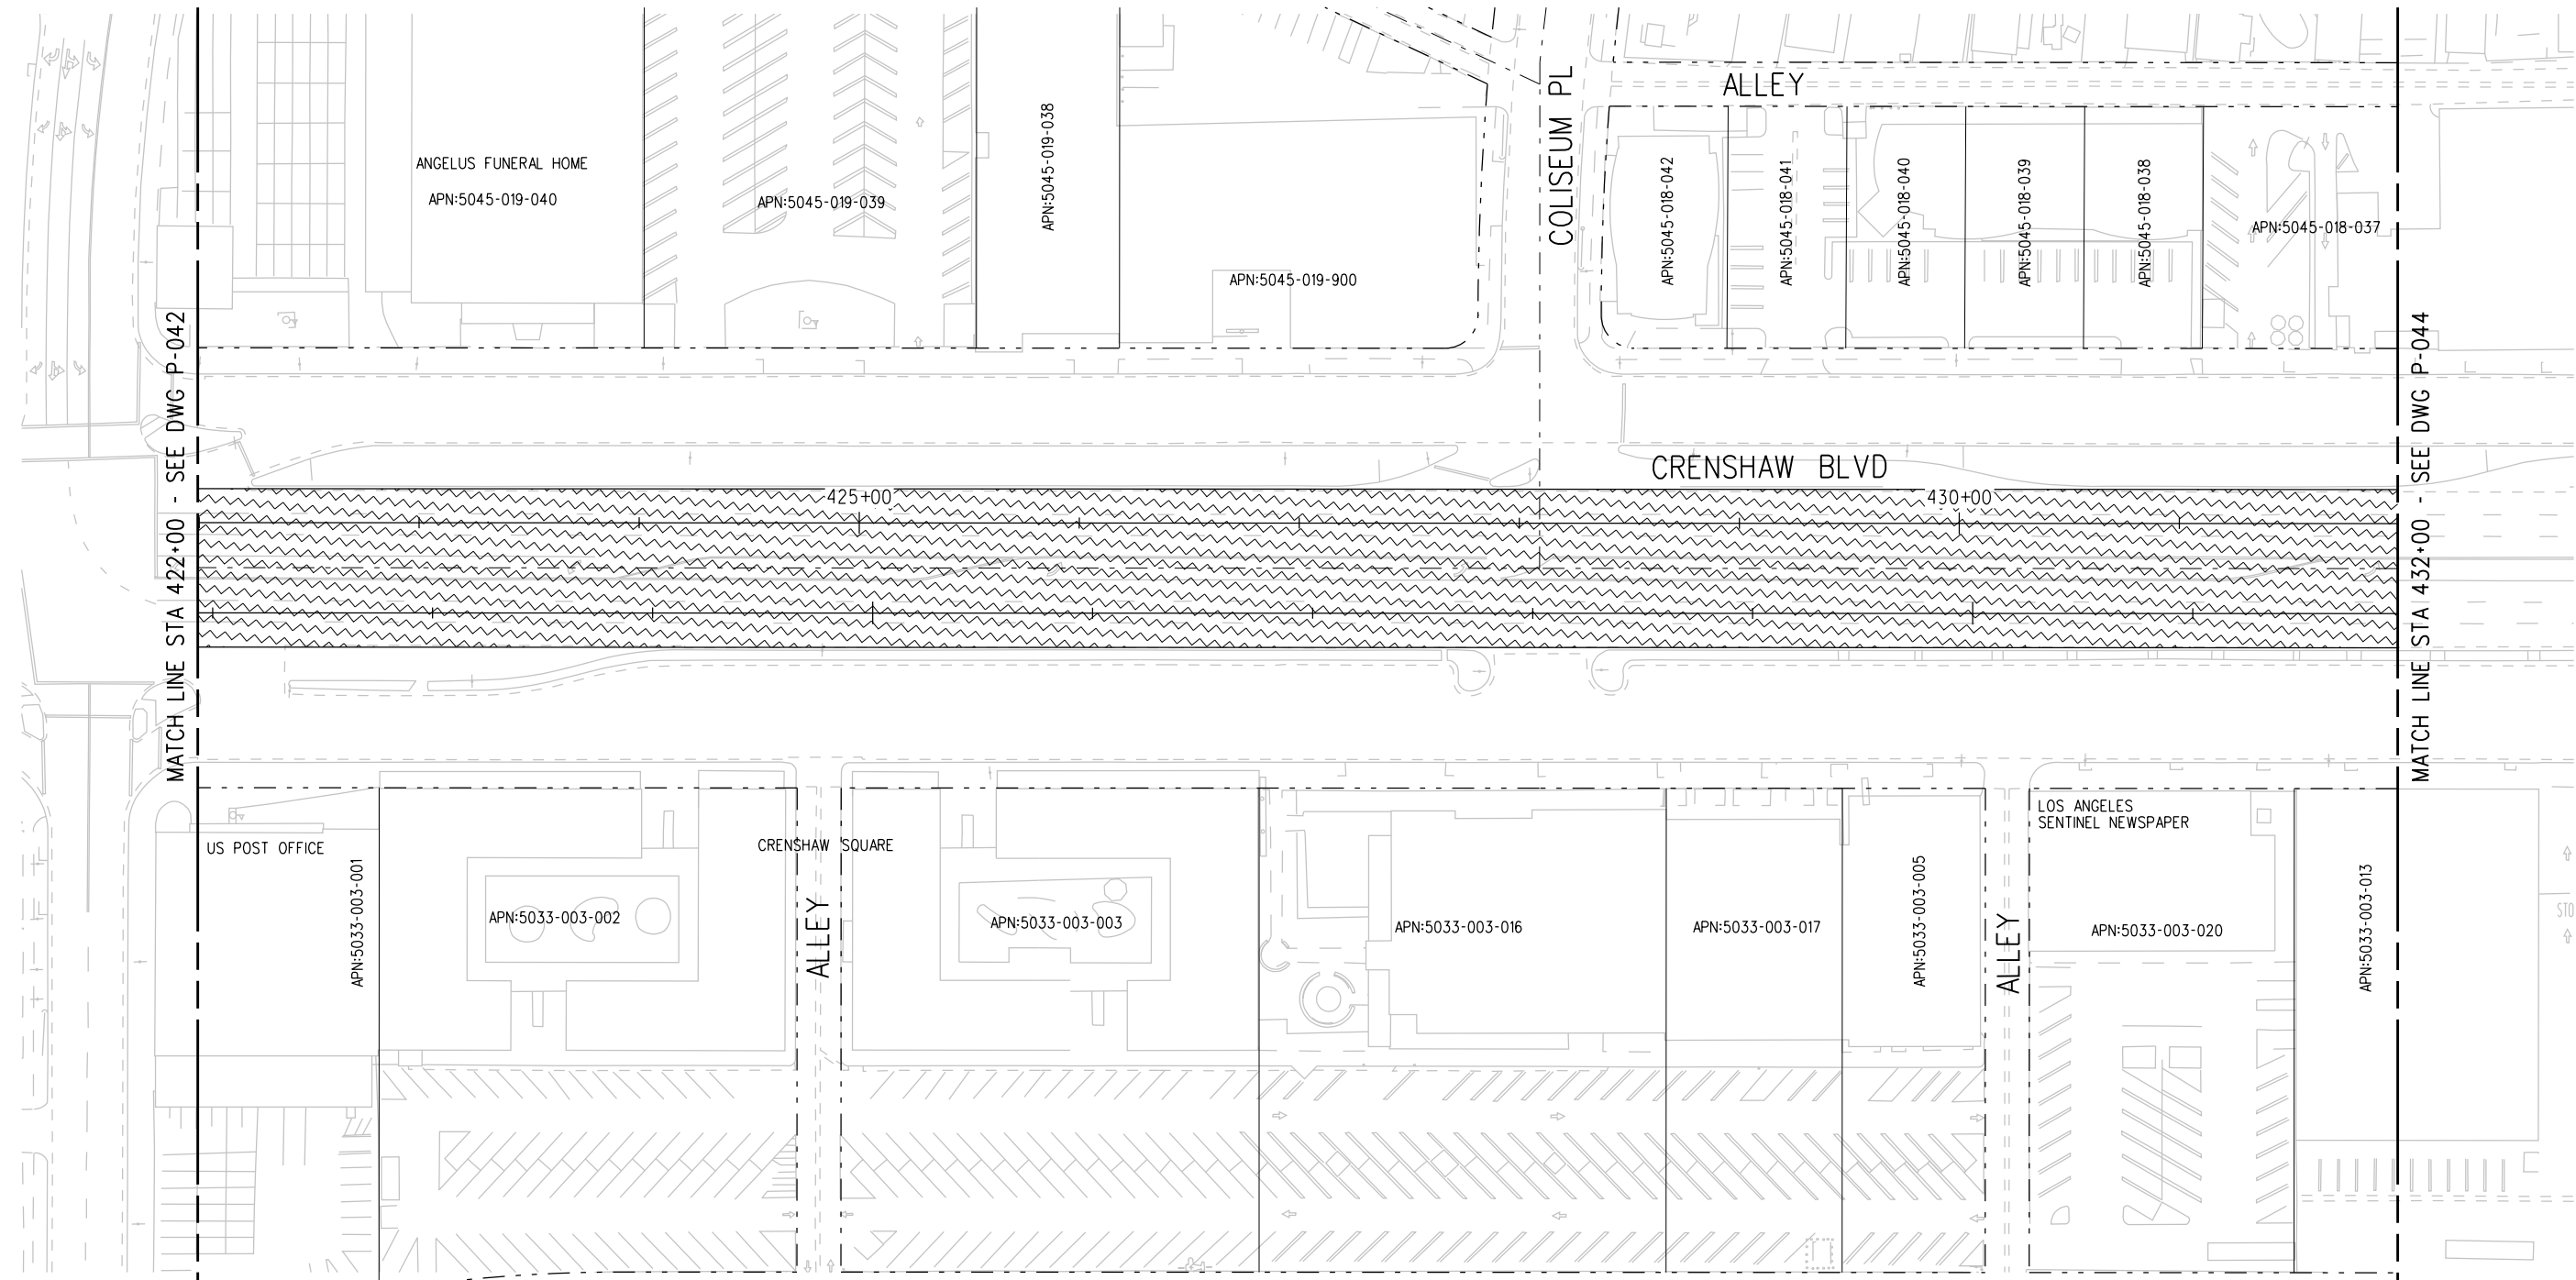 ALLEY
COLISEUM PL
ANGELUS FUNERAL HOME
APN:5045-019-040
APN:5045-019-039
APN:5045-019-038
APN:5045-019-900
APN:5045-018-042
APN:5045-018-041
APN:5045-018-040
APN:5045-018-039
APN:5045-018-038
APN:5045-018-037
MATCH LINE STA 422+00 - SEE DWG P-042
MATCH LINE STA 432+00 - SEE DWG P-044
CRENSHAW BLVD
425+00
430+00
US POST OFFICE
APN:5033-003-001
APN:5033-003-002
CRENSHAW SQUARE
ALLEY
APN:5033-003-003
APN:5033-003-016
APN:5033-003-017
APN:5033-003-005
ALLEY
LOS ANGELES
SENTINEL NEWSPAPER
APN:5033-003-020
APN:5033-003-013
STO